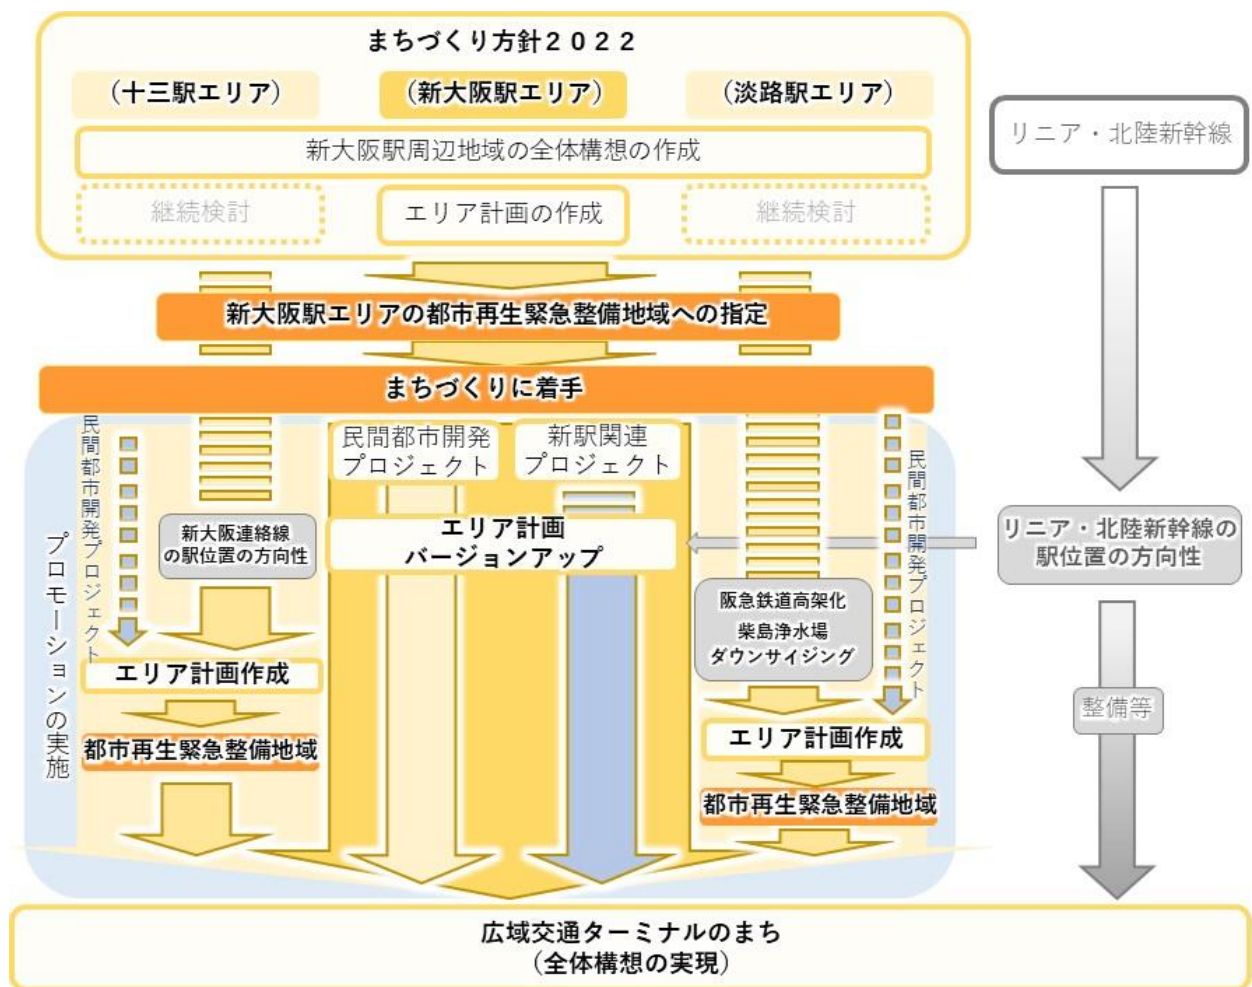 まちづくり方針２０２２
（十三駅エリア）
（新大阪駅エリア）
（淡路駅エリア）
新大阪駅周辺地域の全体構想の作成
継続検討
エリア計画の作成
継続検討
リニア・北陸新幹線
新大阪駅エリアの都市再生緊急整備地域への指定
まちづくりに着手
プロモーションの実施
民間都市開発プロジェクト
新大阪連絡線
の駅位置の方向性
エリア計画作成
都市再生緊急整備地域
民間都市開発
プロジェクト
新駅関連
プロジェクト
エリア計画
バージョンアップ
阪急鉄道高架化
柴島浄水場
ダウンサイジング
民間都市開発プロジェクト
エリア計画作成
都市再生緊急整備地域
リニア・北陸新幹線の
駅位置の方向性
整備等
広域交通ターミナルのまち
（全体構想の実現）